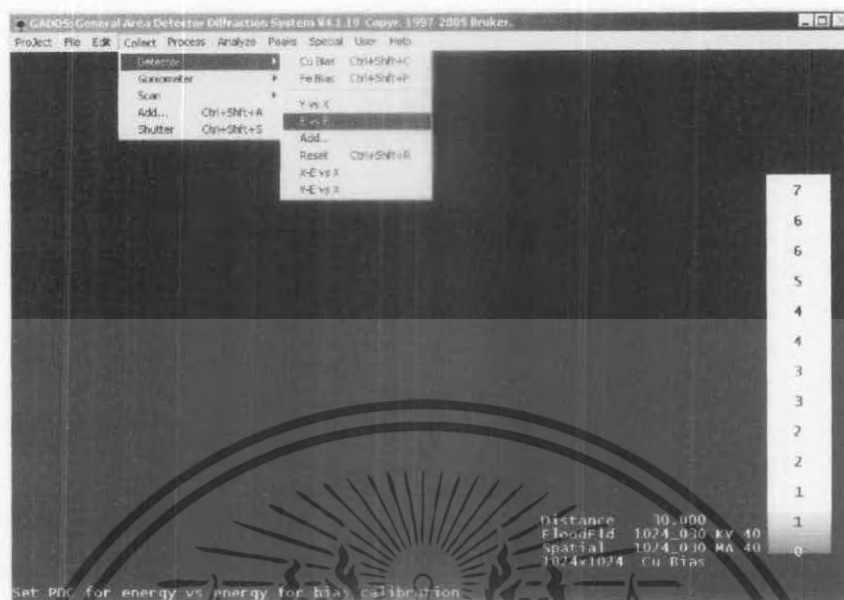 GADDS: General Area Detector Diffraction System V4.1.19 Copyr. 1997-2005 Bruker.
Project File Edit Collect Process Analyze Peaks Special User Help
Detector
Goniometer
Scan
Add... Ctrl+Shft+A
Shutter Ctrl+Shft+S
Cu Bias Ctrl+Shft+C
Fe Bias Ctrl+Shft+P
Y vs X
E vs E
Add...
Reset Ctrl+Shft+R
X-E vs X
Y-E vs X
7
6
6
5
4
4
3
3
2
2
1
1
0
Distance 30.000
FloodFld 1024_030 KV 40
Spatial 1024_030 MA 40
1024x1024 Cu Bias
Set PDC for energy vs energy for bias calibration